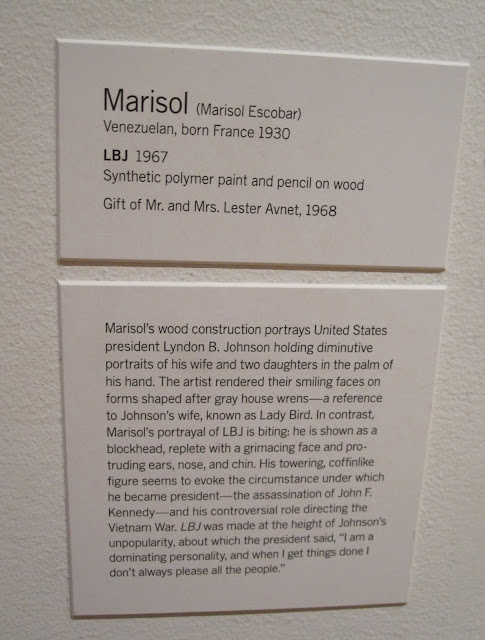 Marisol (Marisol Escobar)
Venezuelan, born France 1930
LBJ 1967
Synthetic polymer paint and pencil on wood
Gift of Mr. and Mrs. Lester Avnet, 1968
Marisol's wood construction portrays United States
president Lyndon B. Johnson holding diminutive
portraits of his wife and two daughters in the palm of
his hand. The artist rendered their smiling faces on
forms shaped after gray house wrens—a reference
to Johnson's wife, known as Lady Bird. In contrast,
Marisol's portrayal of LBJ is biting: he is shown as a
blockhead, replete with a grimacing face and pro-
truding ears, nose, and chin. His towering, coffinlike
figure seems to evoke the circumstance under which
he became president—the assassination of John F.
Kennedy—and his controversial role directing the
Vietnam War. LBJ was made at the height of Johnson's
unpopularity, about which the president said, "I am a
dominating personality, and when I get things done I
don't always please all the people."